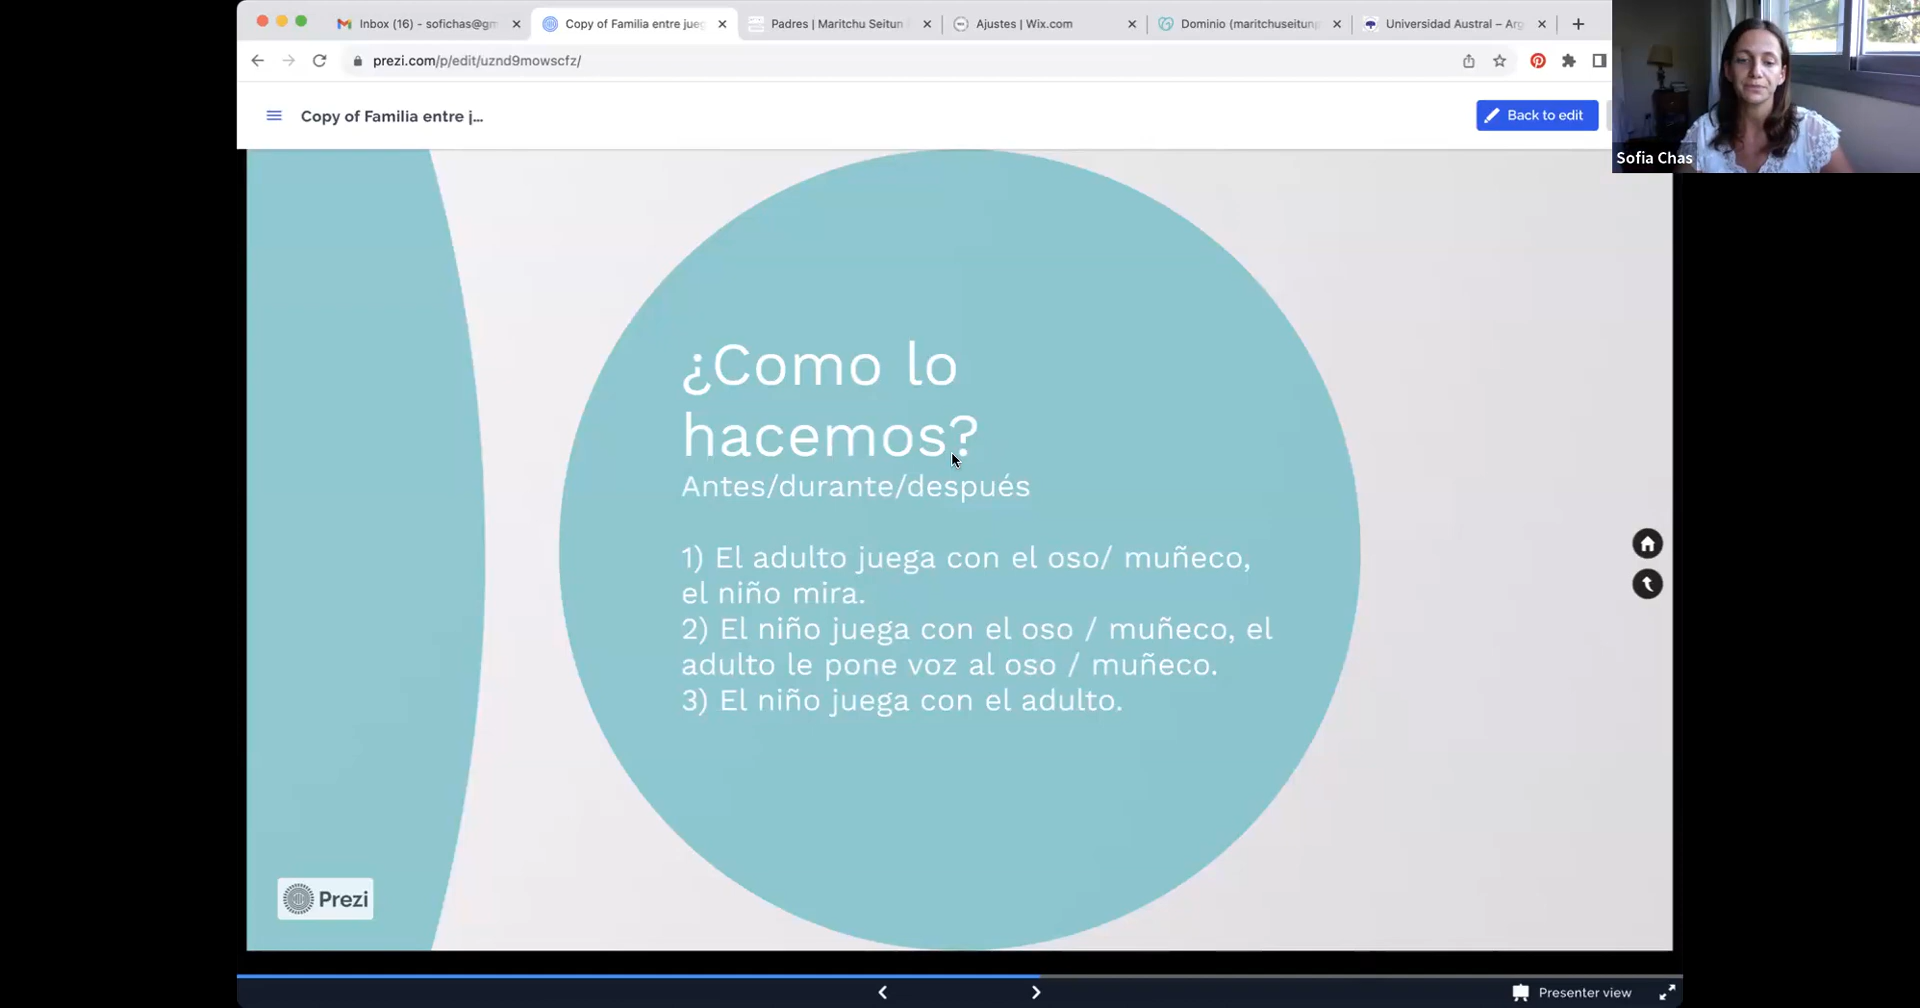 Inbox (16) - sofichas@gm
Copy of Familia entre jueg
Padres | Maritchu Seitun
Ajustes | Wix.com
Dominio (maritchuseitun
Universidad Austral – Arg
prezi.com/p/edit/uznd9mowscfz/
Copy of Familia entre j...
Back to edit
Sofia Chas
¿Como lo
hacemos?
Antes/durante/después
1) El adulto juega con el oso/ muñeco,
el niño mira.
2) El niño juega con el oso / muñeco, el
adulto le pone voz al oso / muñeco.
3) El niño juega con el adulto.
Prezi
Presenter view